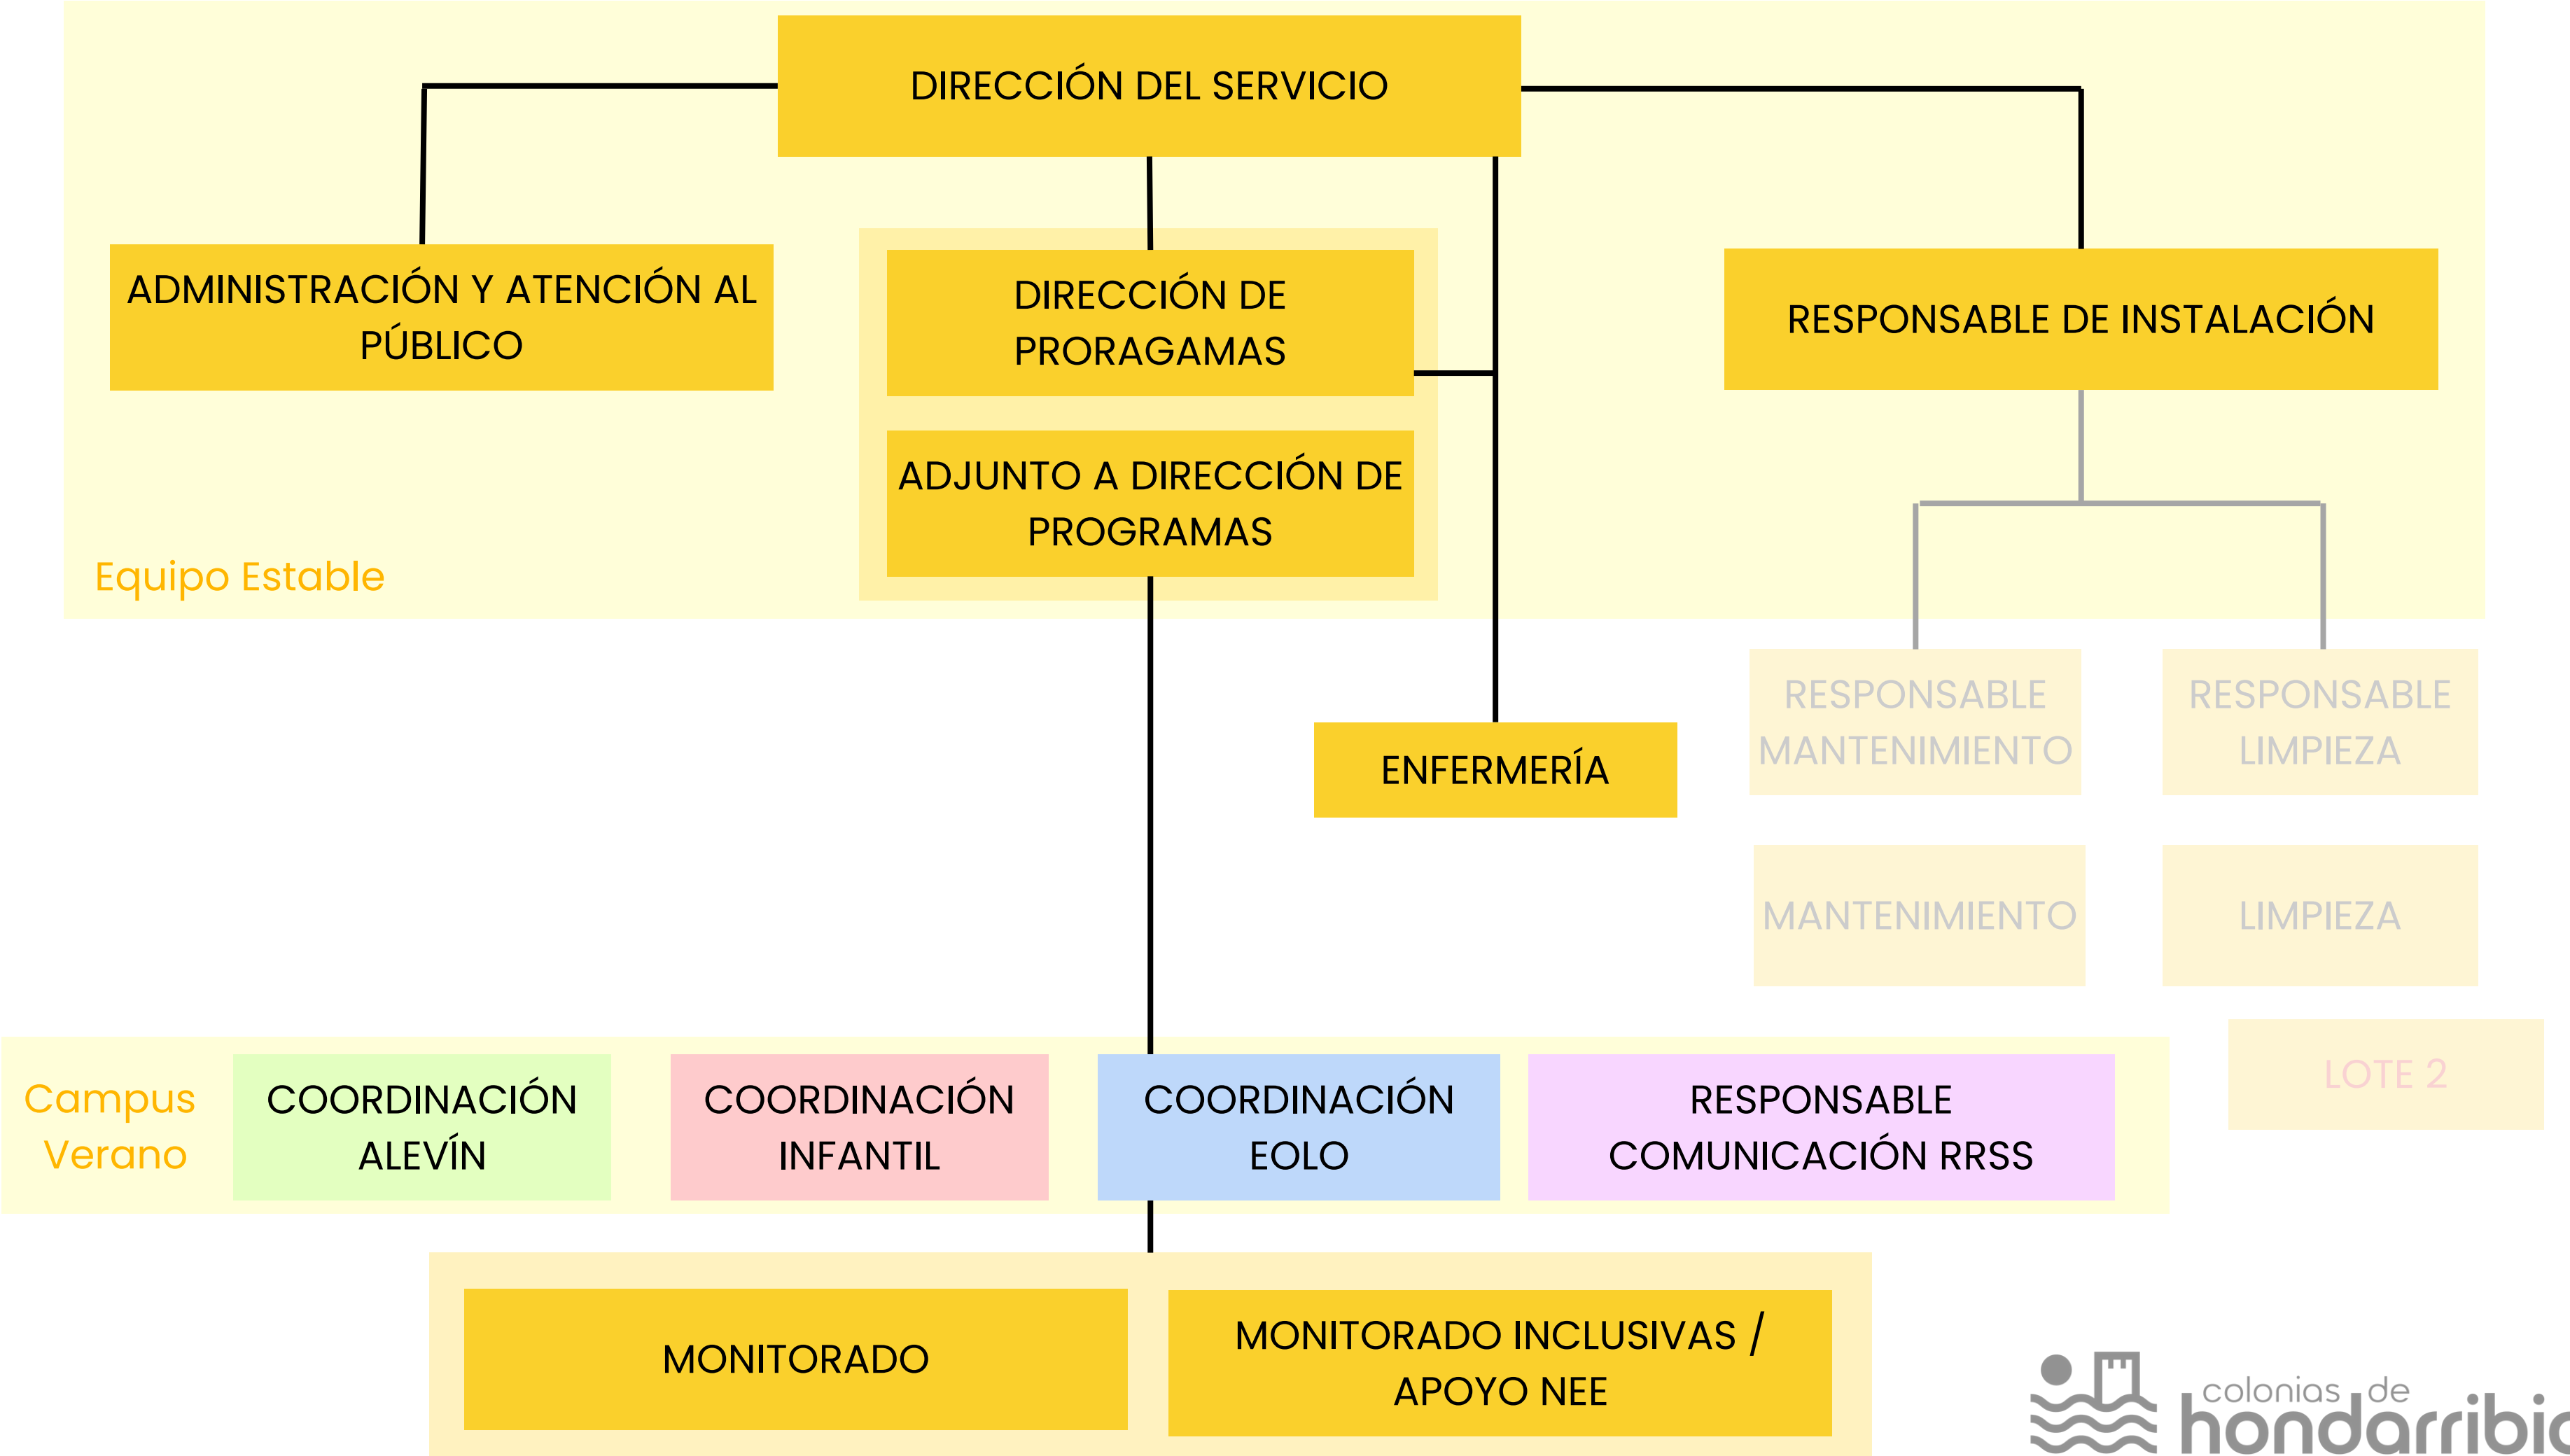 DIRECCIÓN DEL SERVICIO
ADMINISTRACIÓN Y ATENCIÓN AL
PÚBLICO
DIRECCIÓN DE
PRORAGAMAS
RESPONSABLE DE INSTALACIÓN
ADJUNTO A DIRECCIÓN DE
PROGRAMAS
Equipo Estable
RESPONSABLE
MANTENIMIENTO
RESPONSABLE
LIMPIEZA
ENFERMERÍA
MANTENIMIENTO
LIMPIEZA
LOTE 2
Campus
Verano
COORDINACIÓN
ALEVÍN
COORDINACIÓN
INFANTIL
COORDINACIÓN
EOLO
RESPONSABLE
COMUNICACIÓN RRSS
MONITORADO
MONITORADO INCLUSIVAS /
APOYO NEE
colonias de
hondarribia